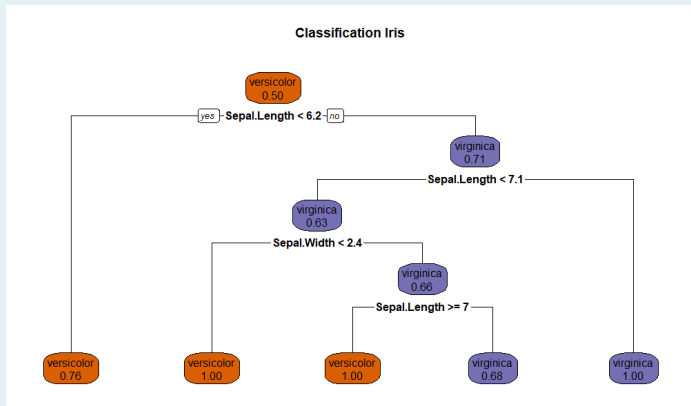 Classification Iris
versicolor
0.50
yes Sepal.Length < 6.2 no
virginica
0.71
Sepal.Length < 7.1
virginica
0.63
Sepal.Width < 2.4
virginica
0.66
Sepal.Length >= 7
versicolor
0.76
versicolor
1.00
versicolor
1.00
virginica
0.68
virginica
1.00